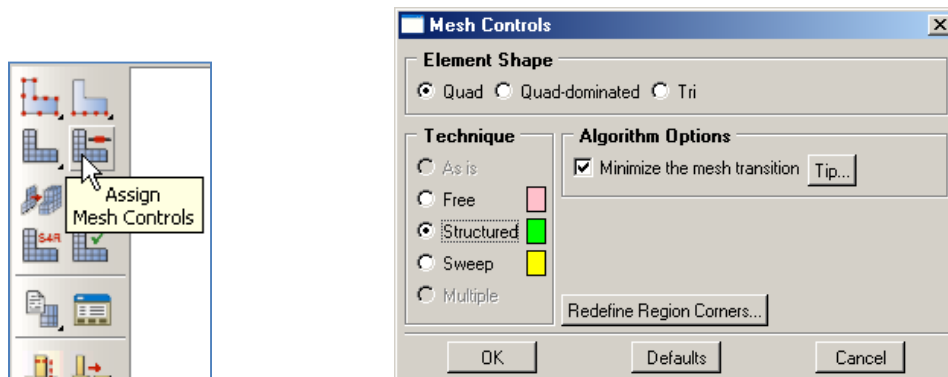 Assign
Mesh Controls
S4R
Mesh Controls
Element Shape
Quad Quad-dominated Tri
Technique
As is
Free
Structured
Sweep
Multiple
Algorithm Options
Minimize the mesh transition Tip...
Redefine Region Corners...
OK Defaults Cancel